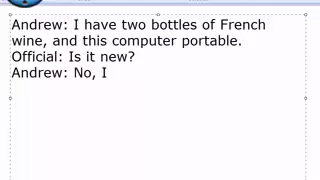 Andrew: I have two bottles of French
wine, and this computer portable.
Official: Is it new?
Andrew: No, I